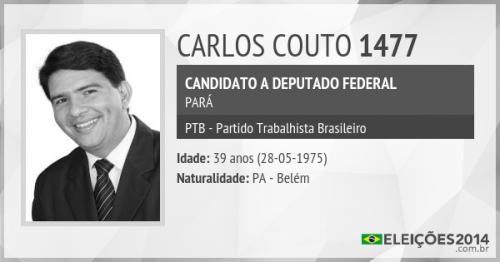 CARLOS COUTO 1477
CANDIDATO A DEPUTADO FEDERAL
PARÁ
PTB - Partido Trabalhista Brasileiro
Idade: 39 anos (28-05-1975)
Naturalidade: PA - Belém
ELEIÇÕES2014
.com.br